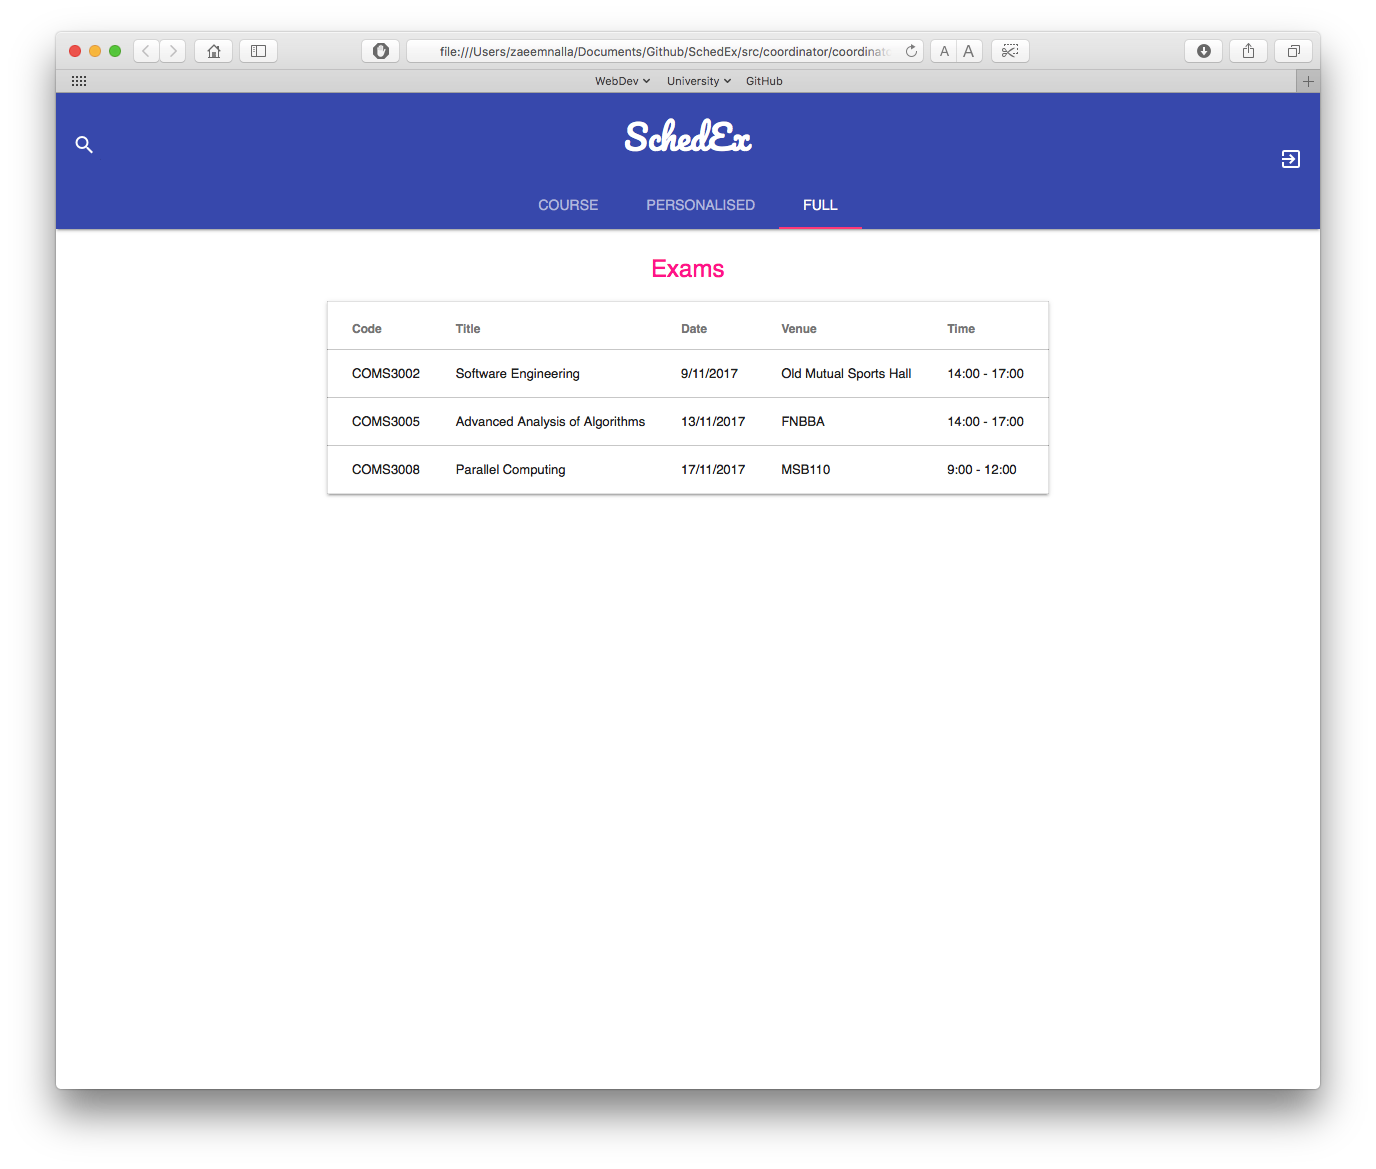 file:///Users/zaeemnalla/Documents/Github/SchedEx/src/coordinator/coordinato
A A
WebDev University GitHub
SchedEx
COURSE PERSONALISED FULL
Exams
Code Title Date Venue Time
COMS3002 Software Engineering 9/11/2017 Old Mutual Sports Hall 14:00 - 17:00
COMS3005 Advanced Analysis of Algorithms 13/11/2017 FNBBA 14:00 - 17:00
COMS3008 Parallel Computing 17/11/2017 MSB110 9:00 - 12:00